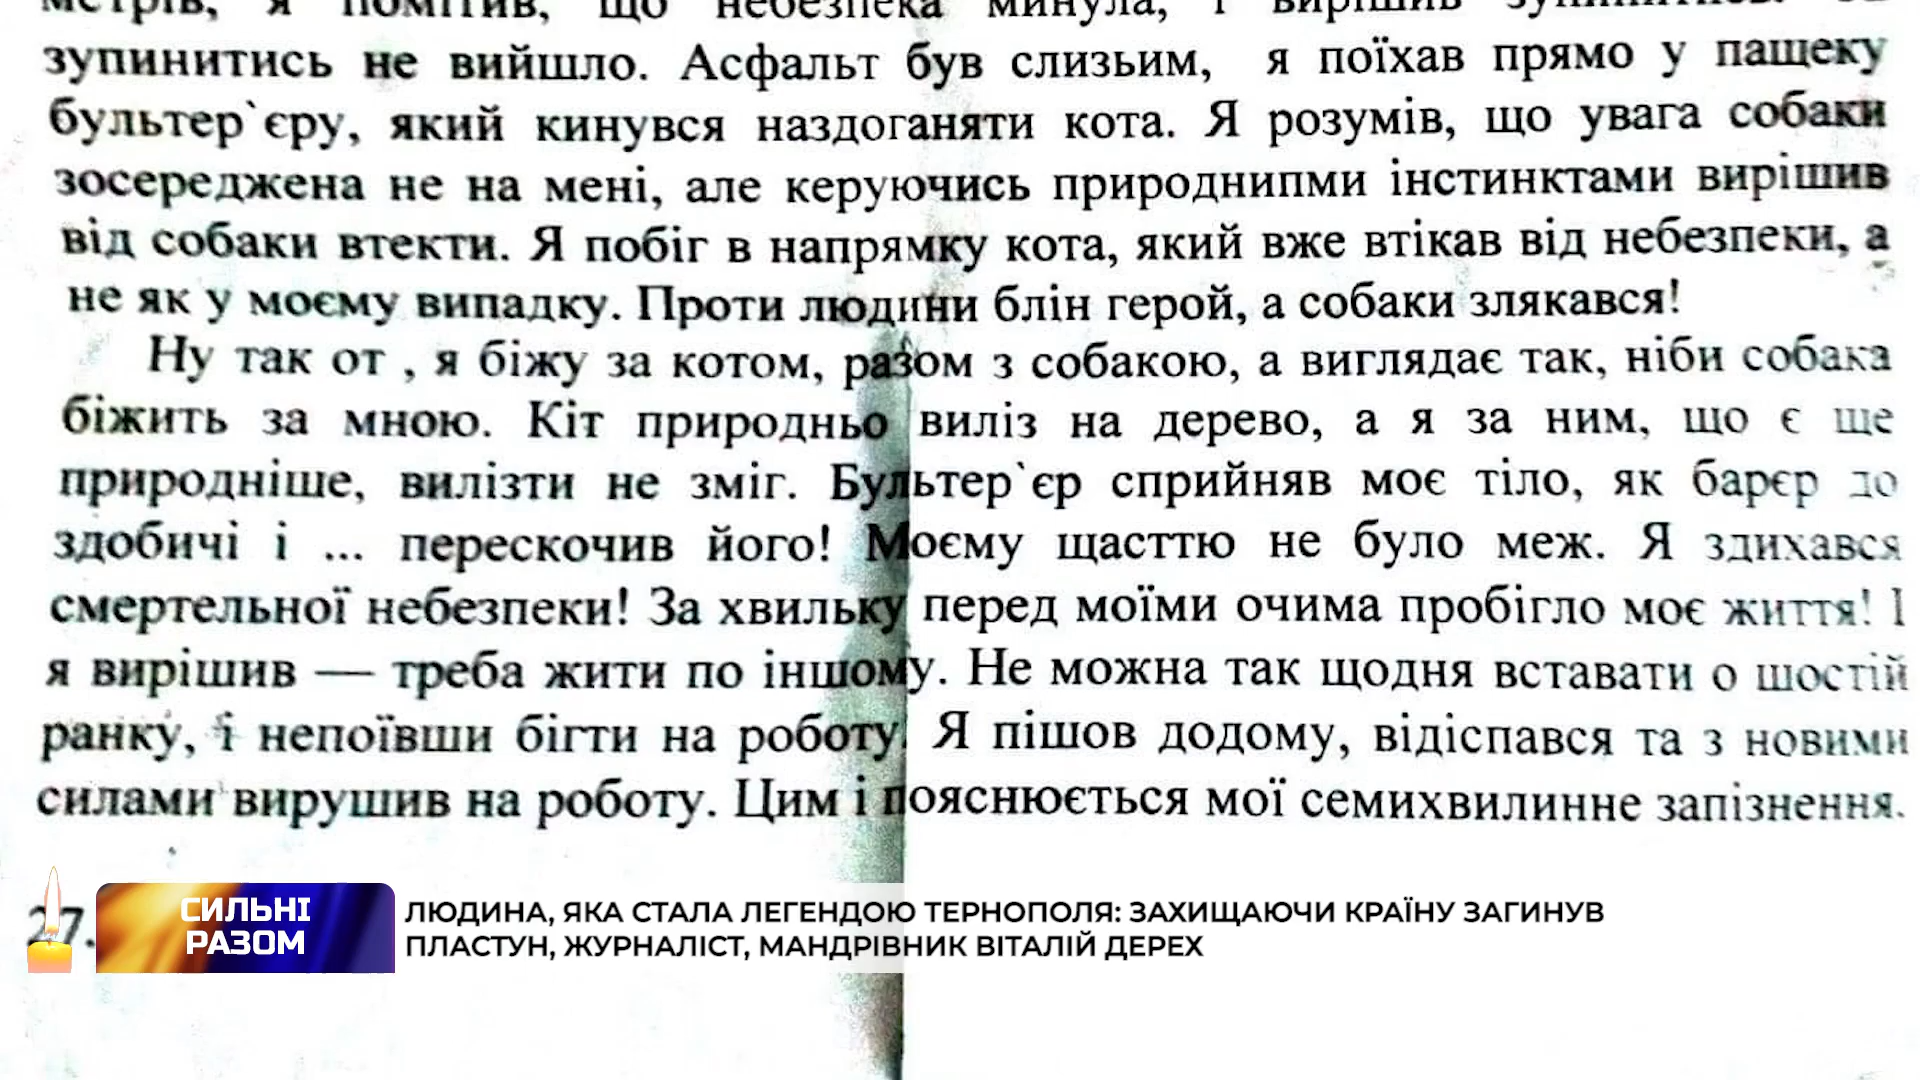 я помітив, що небезпека минула, і вирішив
зупинитись не вийшло. Асфальт був слизьим, я поїхав прямо у пащеку
бультер`єру, який кинувся наздоганяти кота. Я розумів, що увага собаки
зосереджена не на мені, але керуючись природнипми інстинктами вирішив
від собаки втекти. Я побіг в напрямку кота, який вже втікав від небезпеки, а
не як у моєму випадку. Проти людини блін герой, а собаки злякався!
Ну так от , я біжу за котом, разом з собакою, а виглядає так, ніби собака
біжить за мною. Кіт природньо виліз на дерево, а я за ним, що є ще
природніше, вилізти не зміг. Бультер`єр сприйняв моє тіло, як барєр до
здобичі і ... перескочив його! Моєму щасттю не було меж. Я здихався
смертельної небезпеки! За хвильку перед моїми очима пробігло моє життя! І
я вирішив — треба жити по іншому. Не можна так щодня вставати о шостій
ранку, і непоївши бігти на роботу. Я пішов додому, відіспався та з новими
силами вирушив на роботу. Цим і пояснюється мої семихвилинне запізнення.
27.
СИЛЬНІ
РАЗОМ
ЛЮДИНА, ЯКА СТАЛА ЛЕГЕНДОЮ ТЕРНОПОЛЯ: ЗАХИЩАЮЧИ КРАЇНУ ЗАГИНУВ
ПЛАСТУН, ЖУРНАЛІСТ, МАНДРІВНИК ВІТАЛІЙ ДЕРЕХ